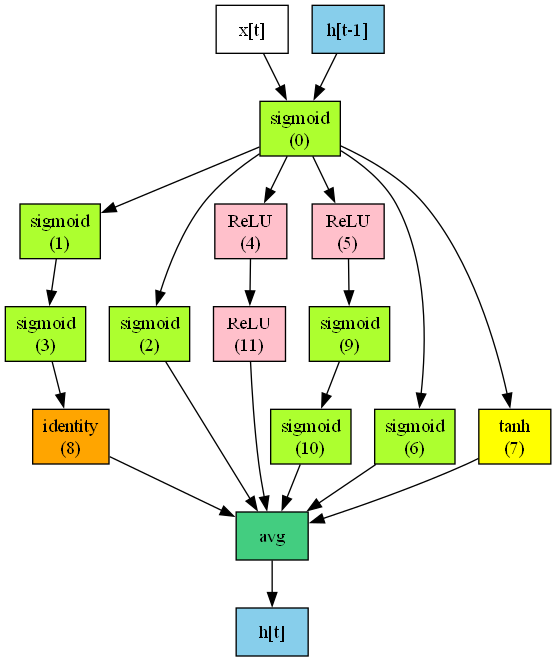 x[t]
h[t-1]
sigmoid
(0)
sigmoid
(1)
ReLU
(4)
ReLU
(5)
sigmoid
(3)
sigmoid
(2)
ReLU
(11)
sigmoid
(9)
identity
(8)
sigmoid
(10)
sigmoid
(6)
tanh
(7)
avg
h[t]